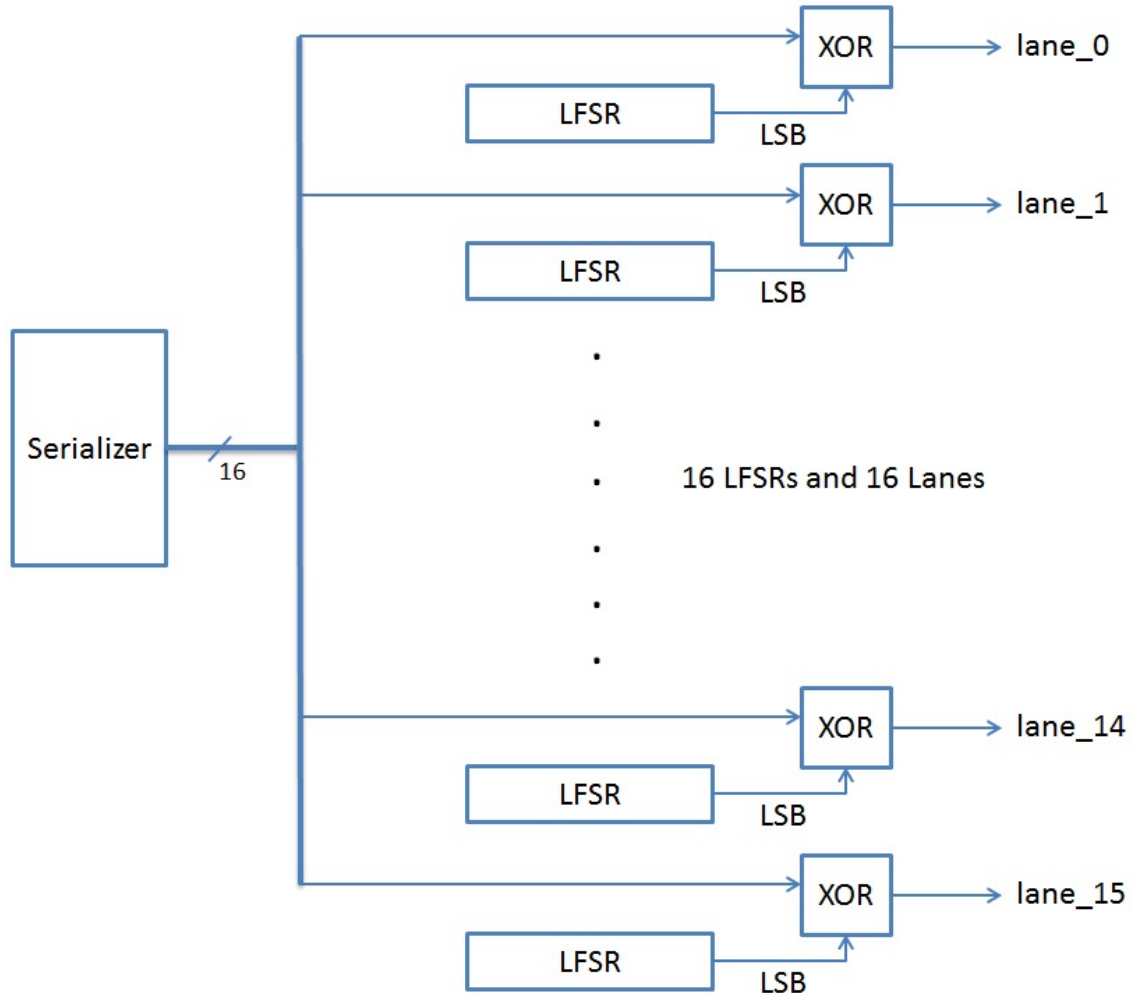 XOR
lane_0
LFSR
LSB
XOR
lane_1
LFSR
LSB
Serializer
16
16 LFSRs and 16 Lanes
XOR
lane_14
LFSR
LSB
XOR
lane_15
LFSR
LSB